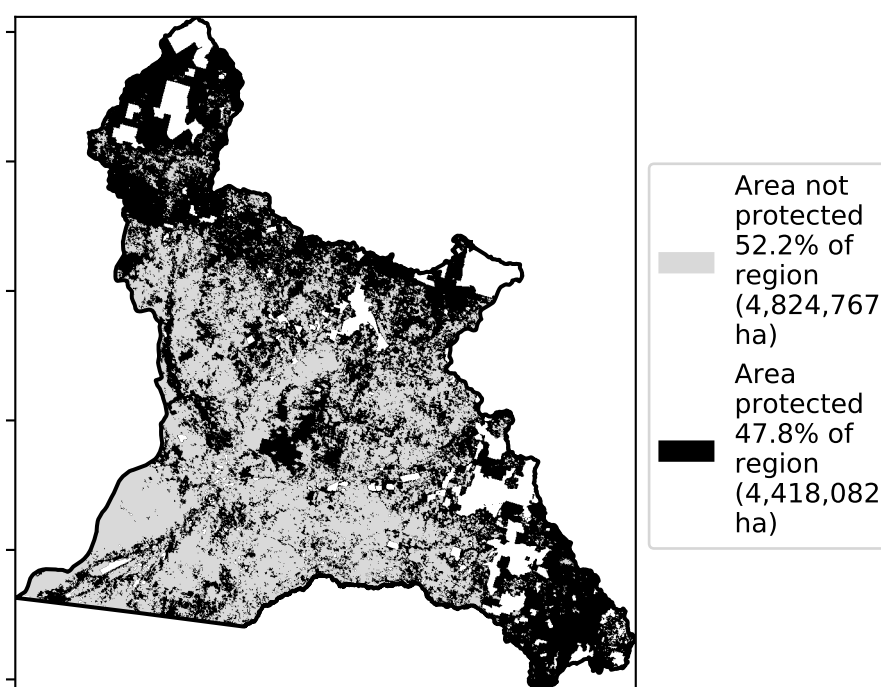 Area not
protected
52.2% of
region
(4,824,767
ha)
Area
protected
47.8% of
region
(4,418,082
ha)